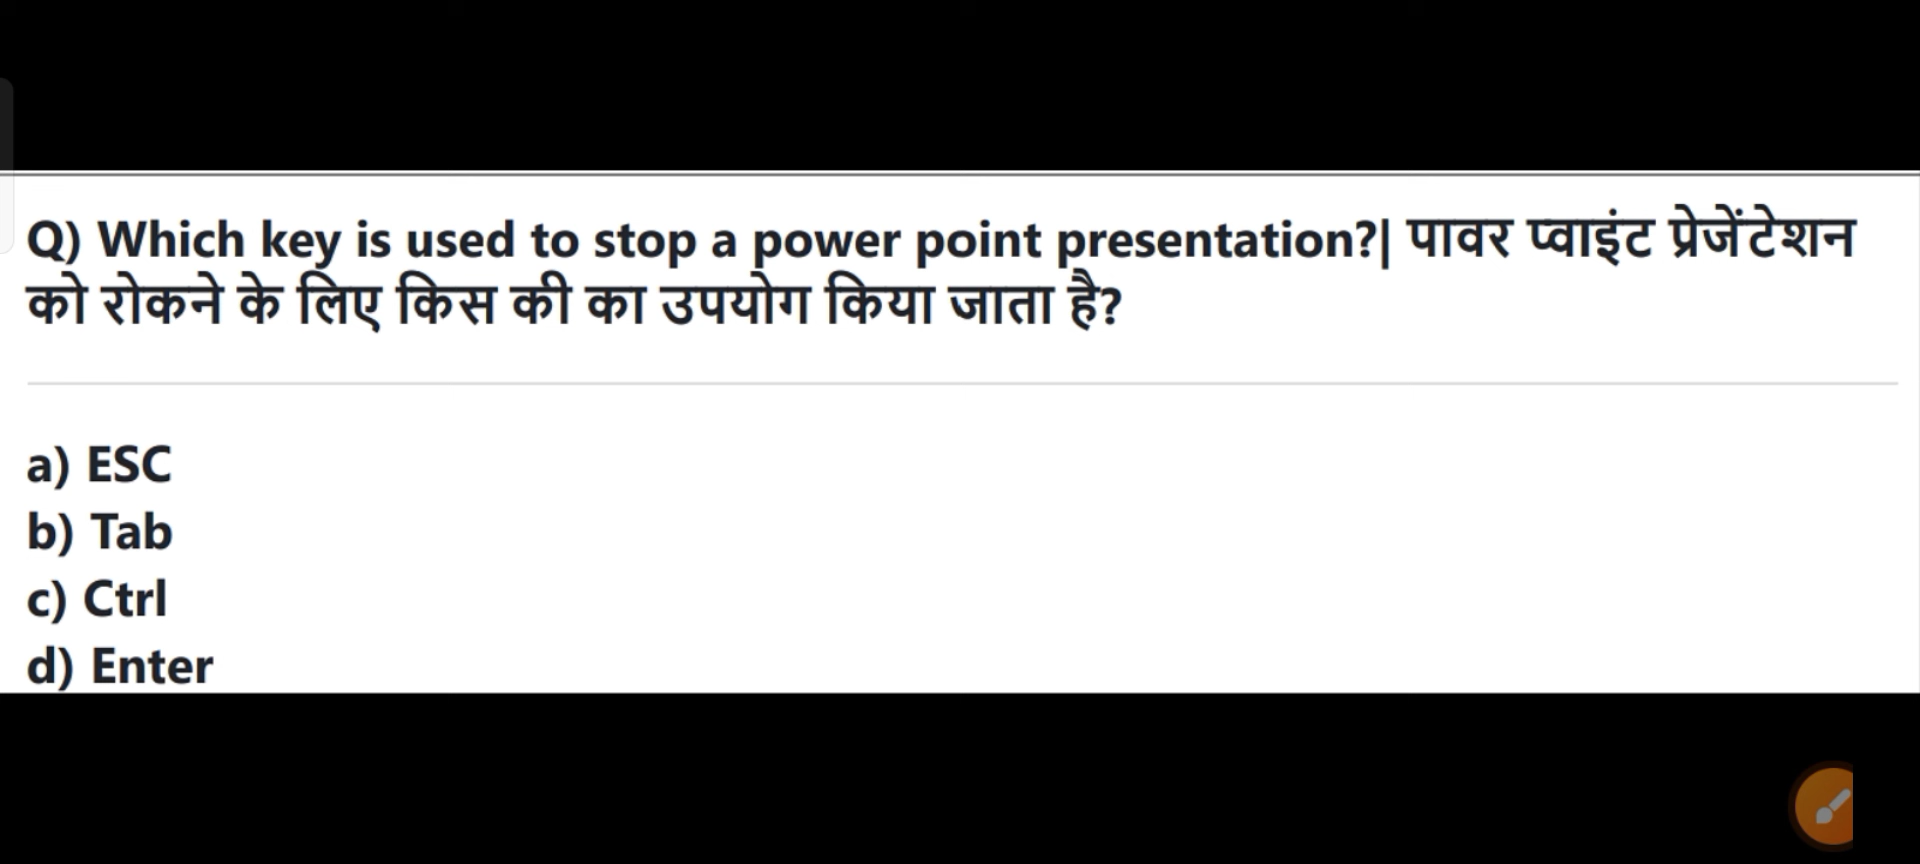 Q) Which key is used to stop a power point presentation?| पावर प्वाइंट प्रेजेंटेशन
को रोकने के लिए किस की का उपयोग किया जाता है?
a) ESC
b) Tab
c) Ctrl
d) Enter